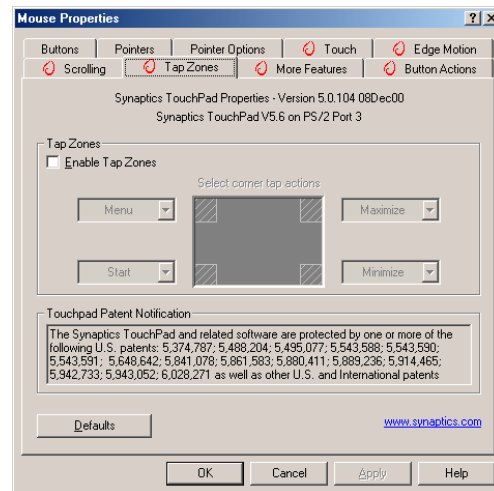 Mouse Properties
Buttons Pointers Pointer Options Touch Edge Motion
Scrolling Tap Zones More Features Button Actions
Synaptics TouchPad Properties - Version 5.0.104 08Dec00
Synaptics TouchPad V5.6 on PS/2 Port 3
Tap Zones
Enable Tap Zones
Select corner tap actions
Menu Maximize
Start Minimize
Touchpad Patent Notification
The Synaptics TouchPad and related software are protected by one or more of the
following U.S. patents: 5,374,787; 5,488,204; 5,495,077; 5,543,588; 5,543,590;
5,543,591; 5,648,642; 5,841,078; 5,861,583; 5,880,411; 5,889,236; 5,914,465;
5,942,733; 5,943,052; 6,028,271 as well as other U.S. and International patents
Defaults www.synaptics.com
OK Cancel Apply Help